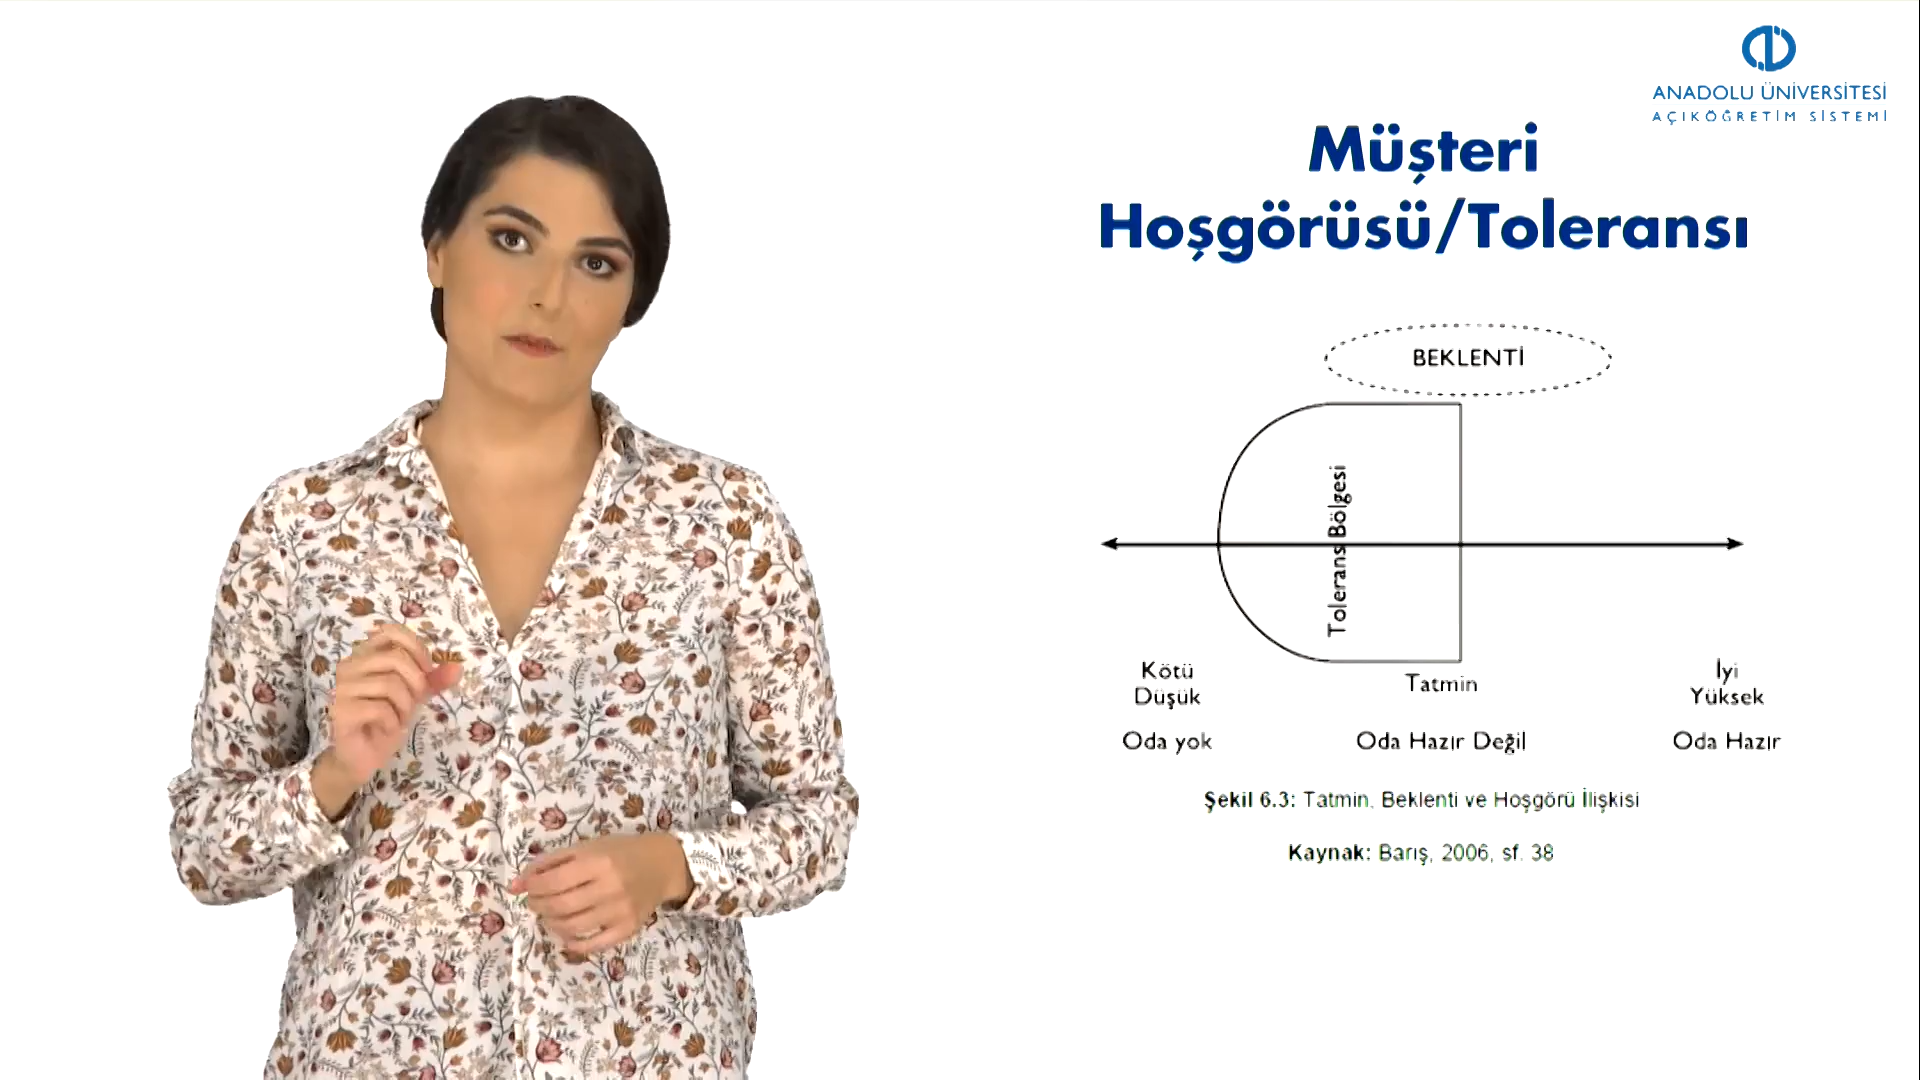 ANADOLU ÜNİVERSİTESİ
AÇIKÖĞRETİM SİSTEMİ
Müşteri
Hoşgörüsü/Toleransı
BEKLENTİ
Tolerans Bölgesi
Kötü
Düşük
Tatmin
İyi
Yüksek
Oda yok
Oda Hazır Değil
Oda Hazır
Şekil 6.3: Tatmin, Beklenti ve Hoşgörü İlişkisi
Kaynak: Barış, 2006, sf. 38